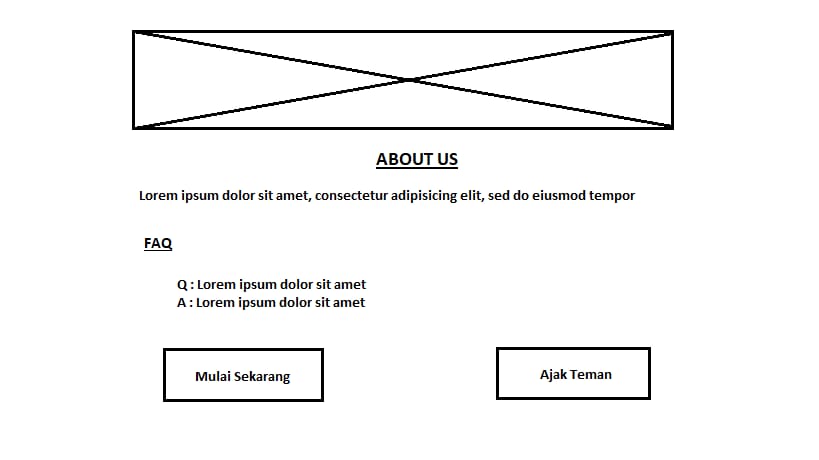 ABOUT US
Lorem ipsum dolor sit amet, consectetur adipisicing elit, sed do eiusmod tempor
FAQ
Q : Lorem ipsum dolor sit amet
A : Lorem ipsum dolor sit amet
Mulai Sekarang
Ajak Teman